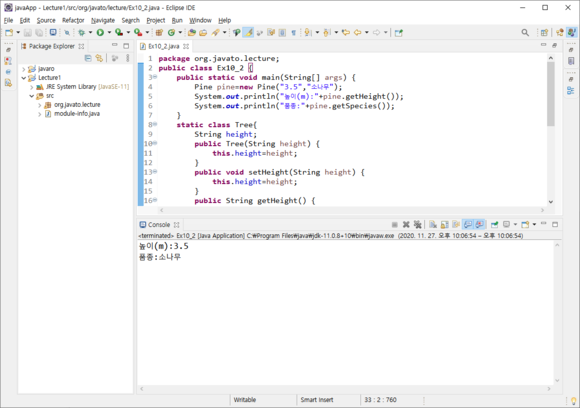 javaApp - Lecture1/src/org/javato/lecture/Ex10_2.java - Eclipse IDE
File Edit Source Refactor Navigate Search Project Run Window Help
Package Explorer
Javaro
Lecture1
JRE System Library [JavaSE-11]
src
org.javato.lecture
module-info.java
Ex10_2.java
1 package org.javato.lecture;
2 public class Ex10_2 {
3 public static void main(String[] args) {
4 Pine pine=new Pine("3.5","소나무");
5 System.out.println("높이(m):"+pine.getHeight());
6 System.out.println("품종:"+pine.getSpecies());
7 }
8 static class Tree{
9 String height;
10 public Tree(String height) {
11 this.height=height;
12 }
13 public void setHeight(String height) {
14 this.height=height;
15 }
16 public String getHeight() {
Console
<terminated> Ex10_2 [Java Application] C:₩Program Files₩java₩jdk-11.0.8+10₩bin₩javaw.exe (2020. 11. 27. 오후 10:06:54 – 오후 10:06:54)
높이(m):3.5
품종:소나무
Writable Smart Insert 33 : 2 : 760